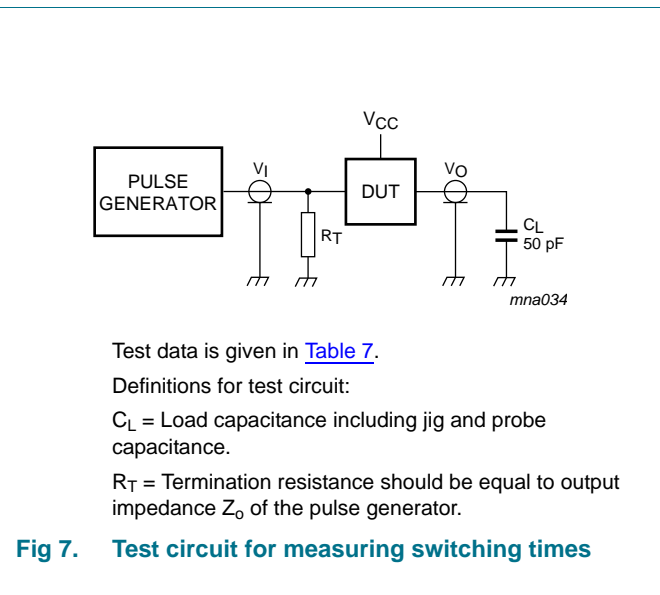 VCC
PULSE
GENERATOR
VI
DUT
VO
RT
CL
50 pF
mna034
Test data is given in Table 7.
Definitions for test circuit:
CL = Load capacitance including jig and probe
capacitance.
RT = Termination resistance should be equal to output
impedance Zo of the pulse generator.
Fig 7. Test circuit for measuring switching times